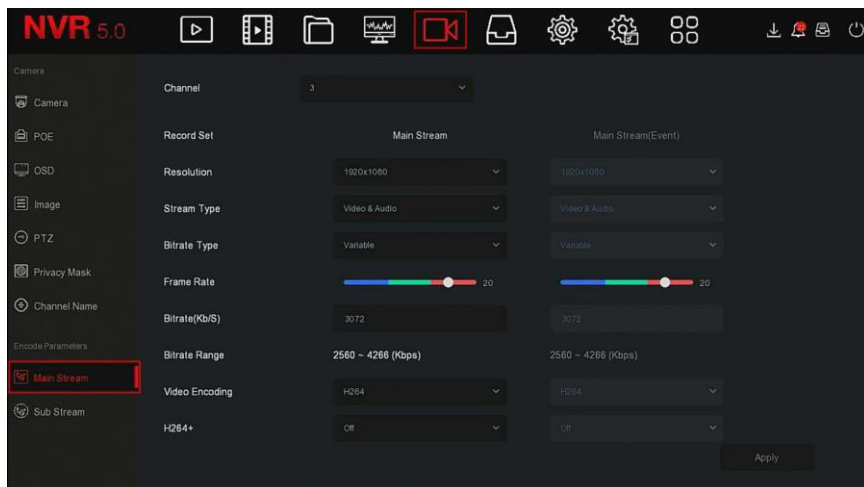 NVR 5.0
Camera
Camera
POE
OSD
Image
PTZ
Privacy Mask
Channel Name
Encode Parameters
Main Stream
Sub Stream
Channel 3
Record Set Main Stream Main Stream(Event)
Resolution 1920x1080 1920x1080
Stream Type Video & Audio Video & Audio
Bitrate Type Variable Variable
Frame Rate 20 20
Bitrate(Kb/S) 3072 3072
Bitrate Range 2560 ~ 4266 (Kbps) 2560 ~ 4266 (Kbps)
Video Encoding H264 H264
H264+ Off Off
Apply